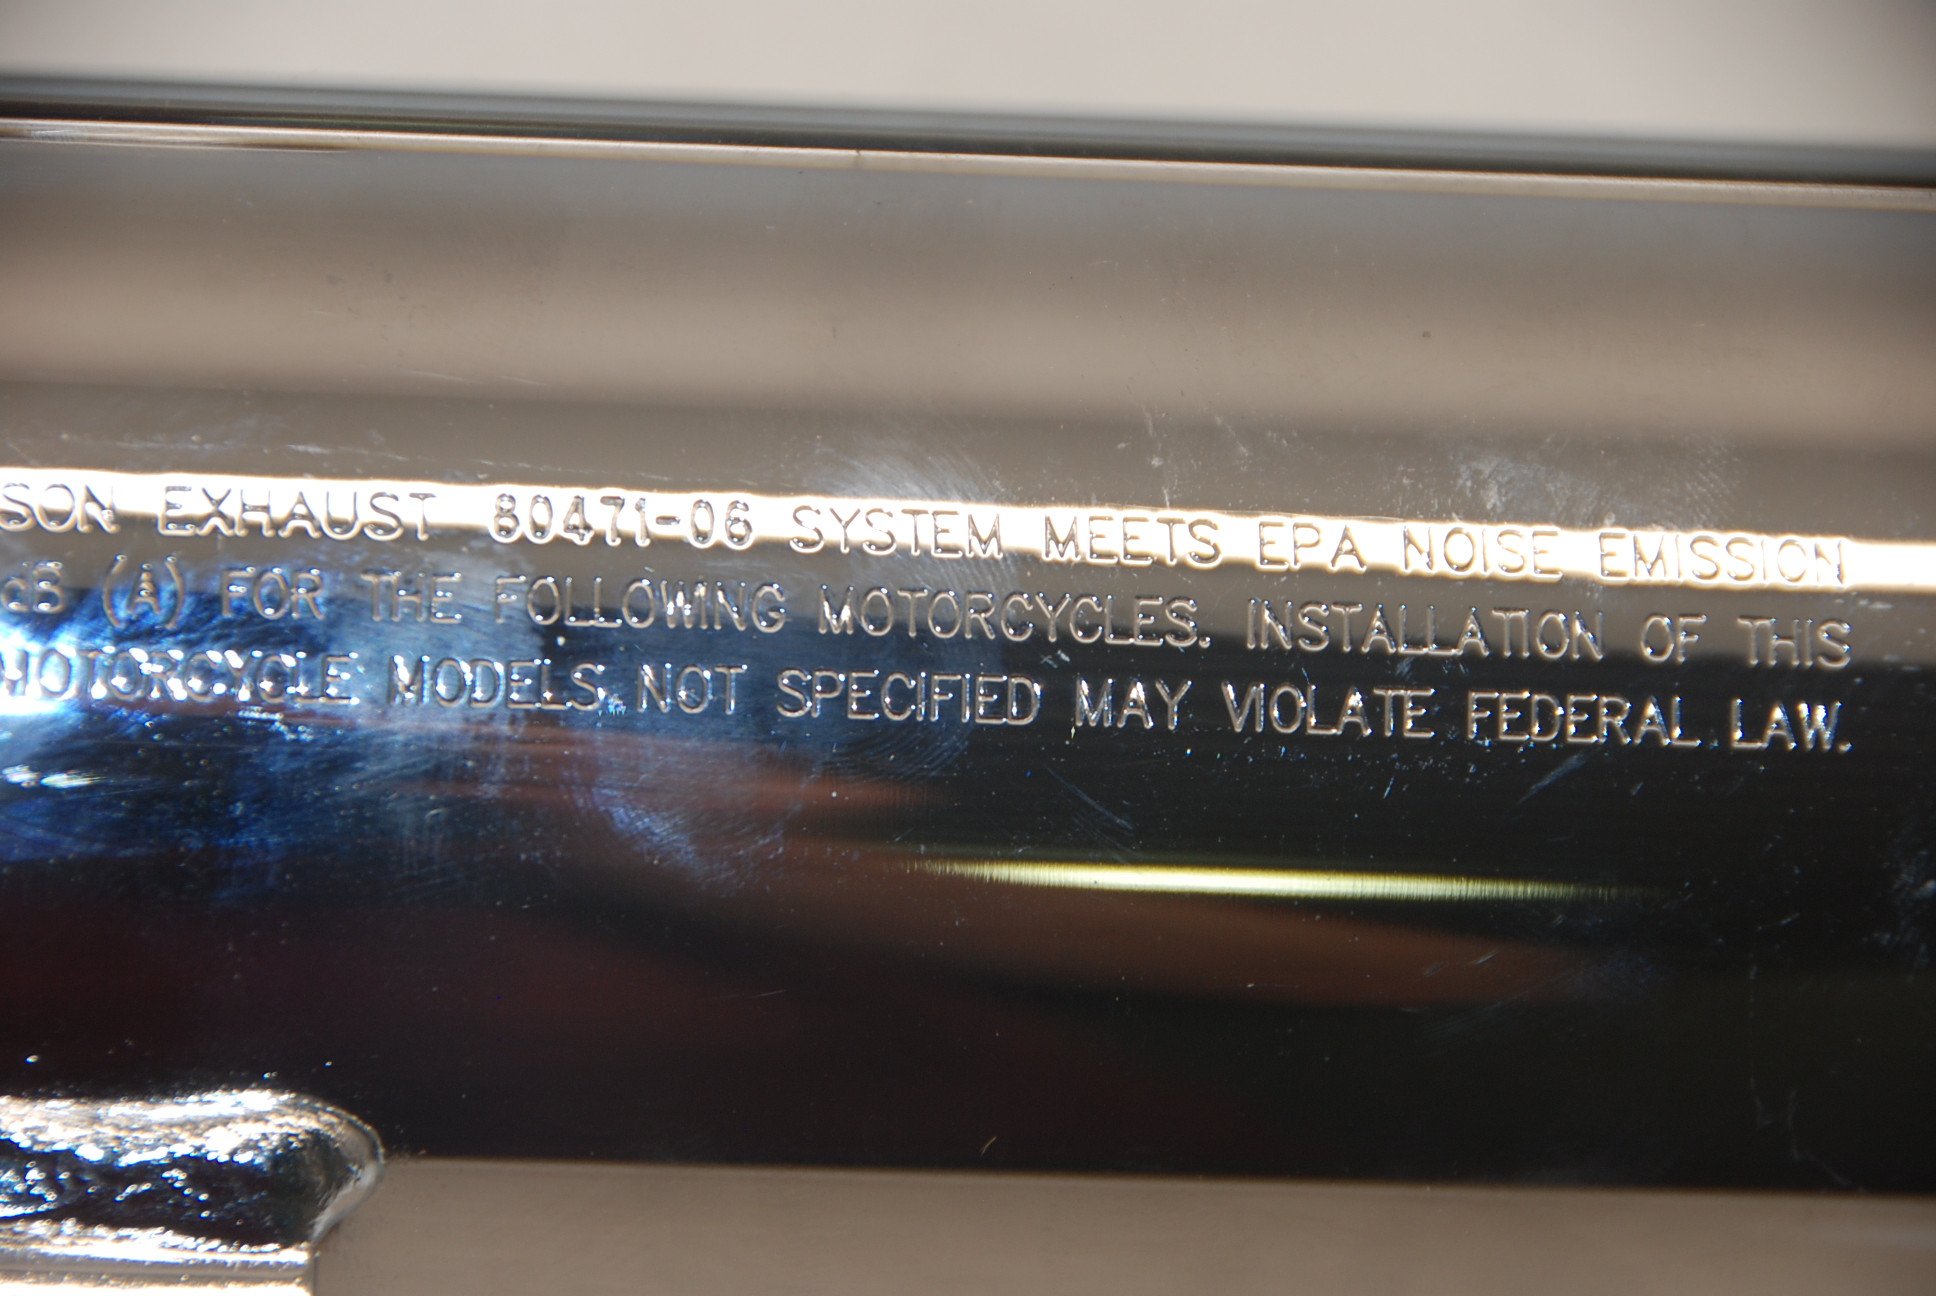 SON EXHAUST 80471-06 SYSTEM MEETS EPA NOISE EMISSION
dB (A) FOR THE FOLLOWING MOTORCYCLES. INSTALLATION OF THIS
MOTORCYCLE MODELS NOT SPECIFIED MAY VIOLATE FEDERAL LAW.